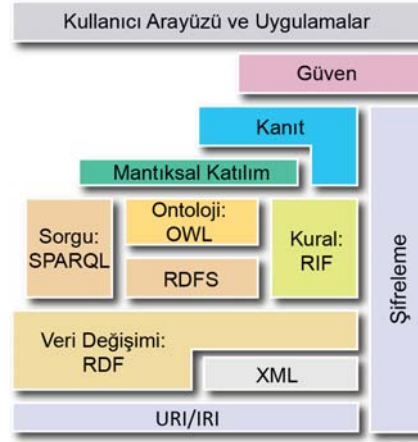 Kullanıcı Arayüzü ve Uygulamalar
Güven
Kanıt
Mantıksal Katılım
Sorgu:
SPARQL
Ontoloji:
OWL
RDFS
Kural:
RIF
Şifreleme
Veri Değişimi:
RDF
XML
URI/IRI